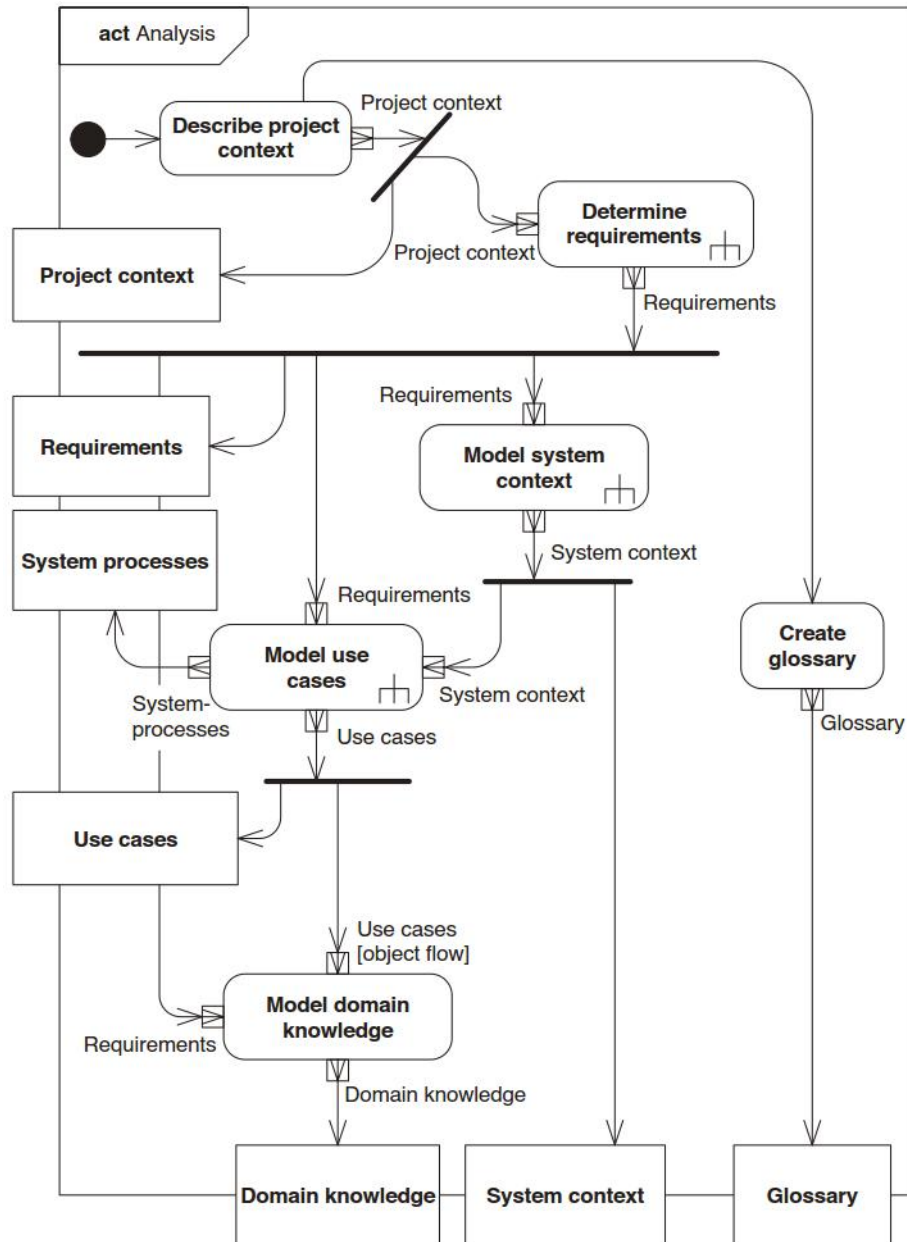 act Analysis
Project context
Describe project
context
Determine
requirements
Project context
Project context
Requirements
Requirements
Requirements
Model system
context
System processes
System context
Requirements
Create
glossary
Model use
cases
System context
System-
processes
Glossary
Use cases
Use cases
Use cases
[object flow]
Model domain
knowledge
Requirements
Domain knowledge
Domain knowledge
System context
Glossary